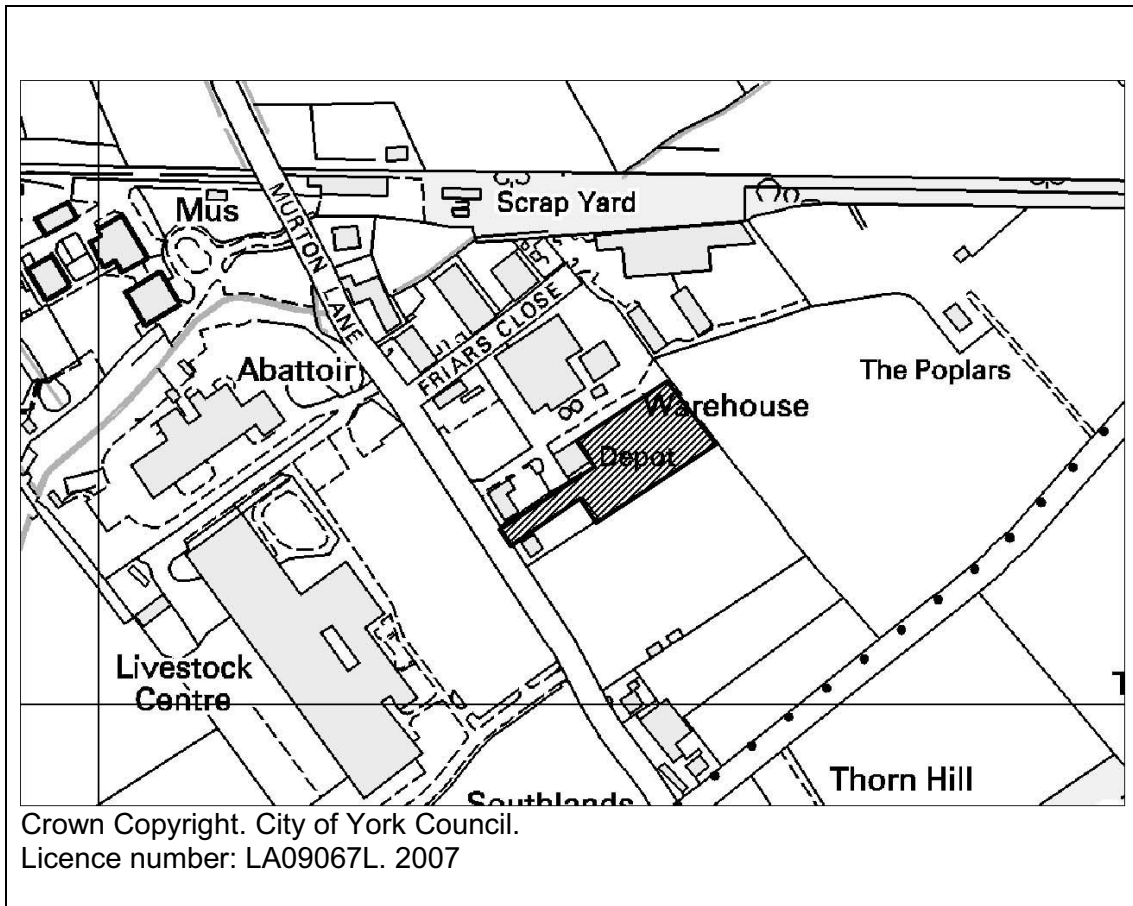 Mus
MURTON LANE
Scrap Yard
FRIARS CLOSE
Abattoir
The Poplars
Warehouse
Depot
Livestock
Centre
Thorn Hill
Southlands
Crown Copyright. City of York Council.
Licence number: LA09067L. 2007